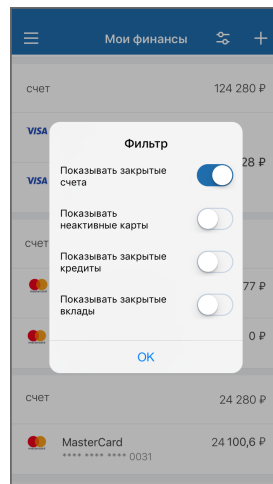 Мои финансы
счет 124 280 ₽
VISA
Фильтр
28 ₽
Показывать закрытые
счета
VISA
Показывать
неактивные карты
счет
Показывать закрытые
кредиты
77 ₽
Показывать закрытые
вклады
0 ₽
OK
счет 24 280 ₽
MasterCard 24 100,6 ₽
**** **** **** 0031